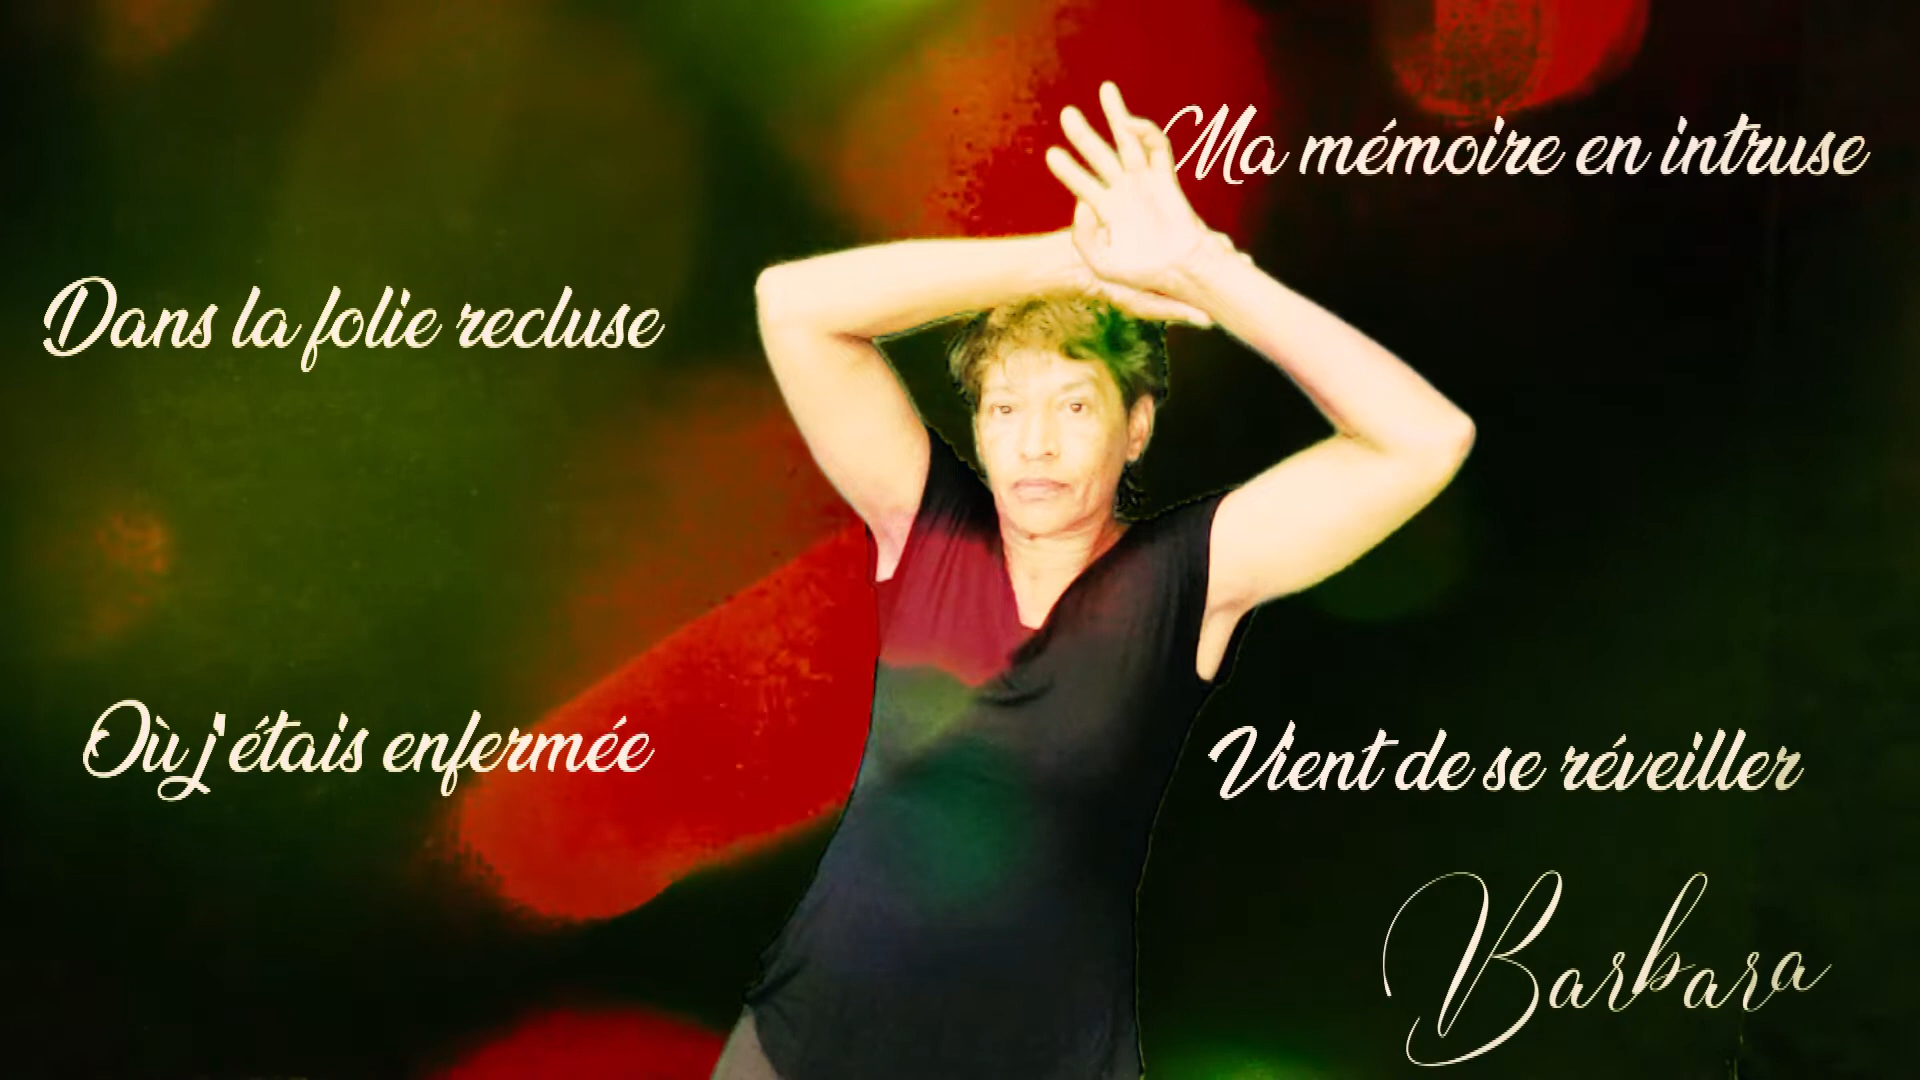 Dans la folie recluse
Où j'étais enfermée
Ma mémoire en intruse
Vient de se réveiller
Barbara